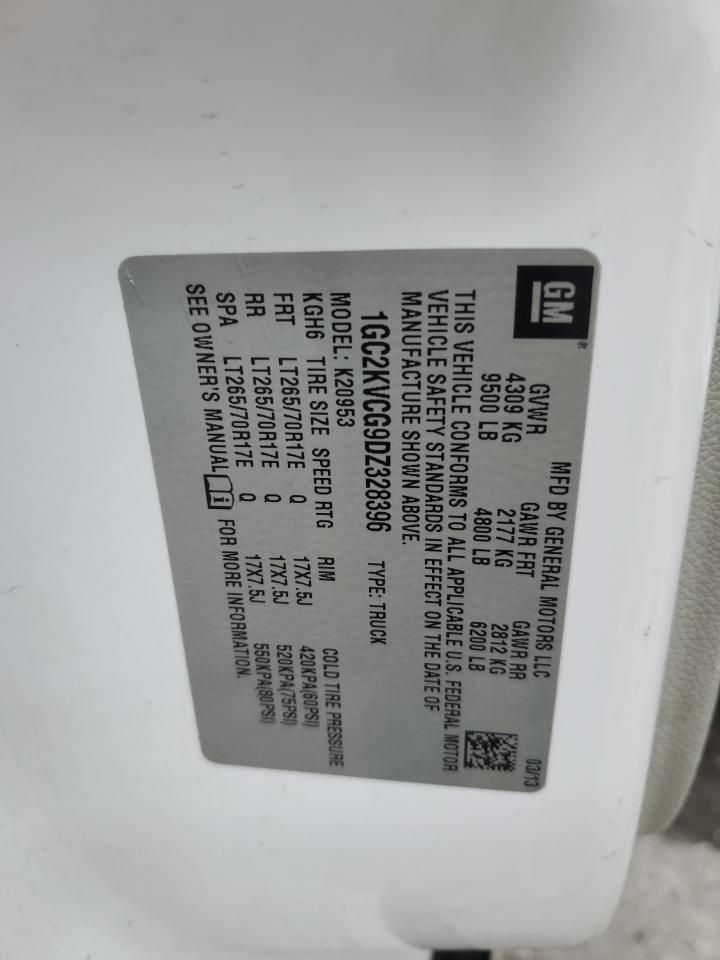 GM®
MFD BY GENERAL MOTORS LLC 03/13
GVWR GAWR FRT GAWR RR
4309 KG 2177 KG 2812 KG
9500 LB 4800 LB 6200 LB
THIS VEHICLE CONFORMS TO ALL APPLICABLE U.S. FEDERAL MOTOR
VEHICLE SAFETY STANDARDS IN EFFECT ON THE DATE OF
MANUFACTURE SHOWN ABOVE.
1GC2KVCG9DZ328396 TYPE: TRUCK
MODEL: K20953
KGH6 TIRE SIZE SPEED RTG RIM COLD TIRE PRESSURE
FRT LT265/70R17E Q 17X7.5J 420KPA(60PSI)
RR LT265/70R17E Q 17X7.5J 520KPA(75PSI)
SPA LT265/70R17E Q 17X7.5J 550KPA(80PSI)
SEE OWNER'S MANUAL FOR MORE INFORMATION.